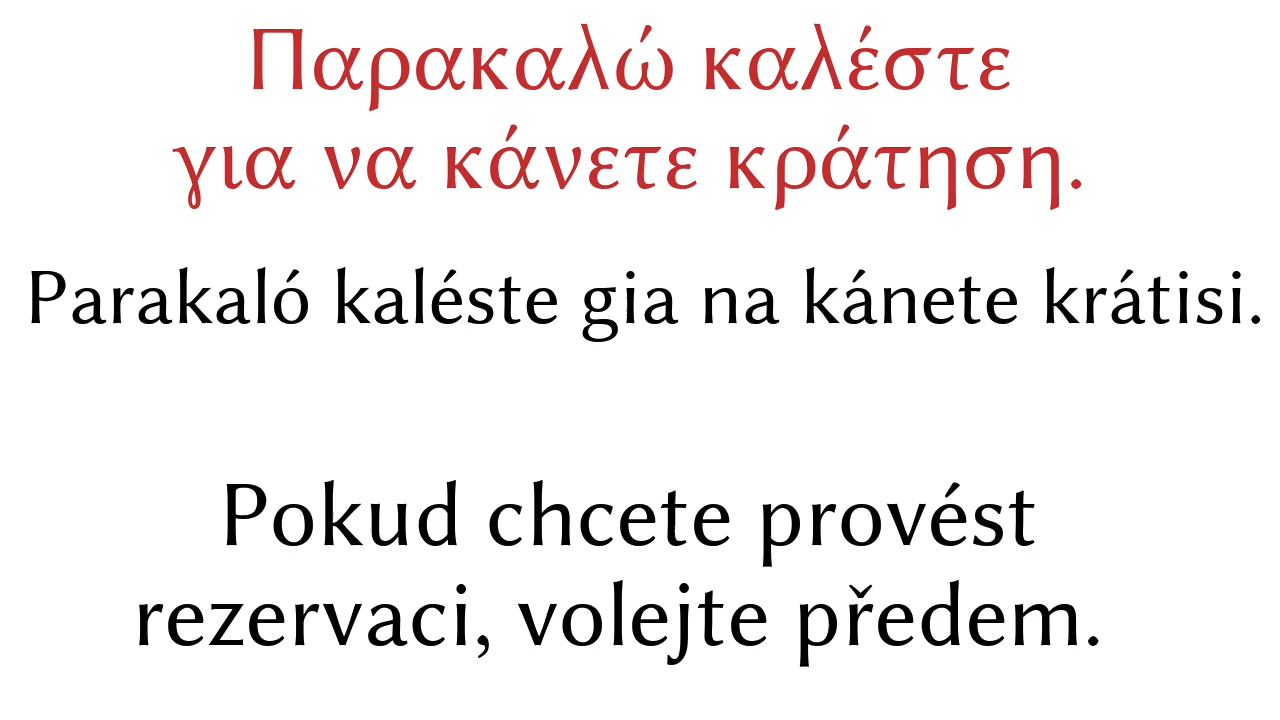 Παρακαλώ καλέστε
για να κάνετε κράτηση.
Parakaló kaléste gia na kánete krátisi.
Pokud chcete provést
rezervaci, volejte předem.